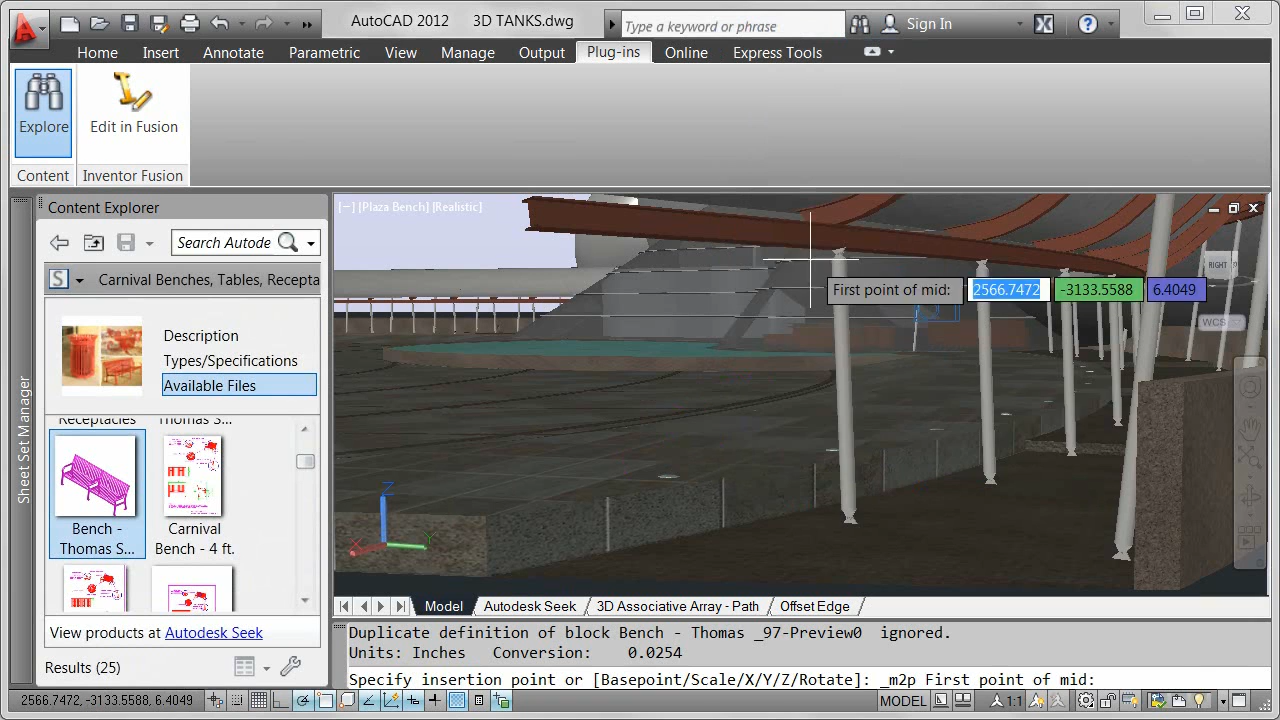 AutoCAD 2012 3D TANKS.dwg
Type a keyword or phrase
Sign In
Home Insert Annotate Parametric View Manage Output Plug-ins Online Express Tools
Explore
Edit in Fusion
Content
Inventor Fusion
Sheet Set Manager
Content Explorer
Search Autode
Carnival Benches, Tables, Recepta
Description
Types/Specifications
Available Files
Receptacles
Thomas S...
Bench - Thomas S...
Carnival Bench - 4 ft.
View products at Autodesk Seek
Results (25)
[−] [Plaza Bench] [Realistic]
RIGHT
WCS
First point of mid: 2566.7472 -3133.5588 6.4049
Z
X
Y
Model Autodesk Seek 3D Associative Array - Path Offset Edge
Duplicate definition of block Bench - Thomas _97-Preview0 ignored.
Units: Inches Conversion: 0.0254
Specify insertion point or [Basepoint/Scale/X/Y/Z/Rotate]: _m2p First point of mid:
2566.7472, -3133.5588, 6.4049
MODEL
1:1